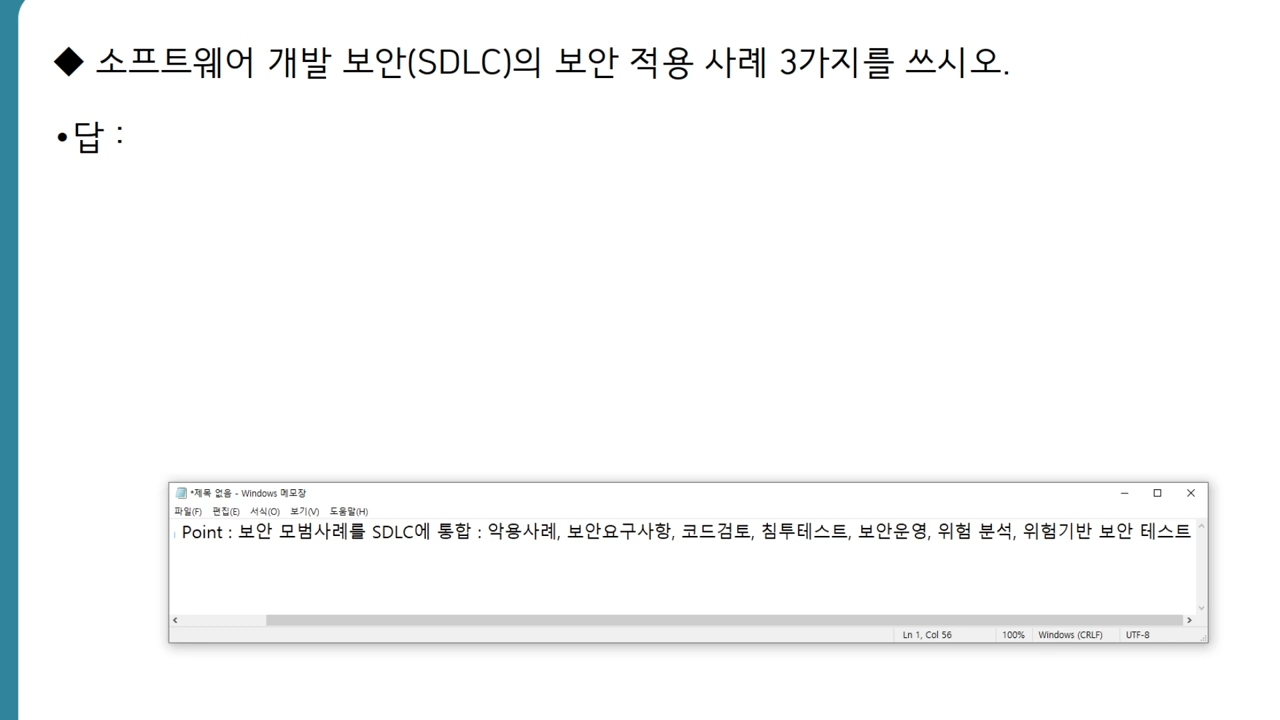 ◆ 소프트웨어 개발 보안(SDLC)의 보안 적용 사례 3가지를 쓰시오.
•답 :
*제목 없음 - Windows 메모장
파일(F) 편집(E) 서식(O) 보기(V) 도움말(H)
Point : 보안 모범사례를 SDLC에 통합 : 악용사례, 보안요구사항, 코드검토, 침투테스트, 보안운영, 위험 분석, 위험기반 보안 테스트
Ln 1, Col 56 100% Windows (CRLF) UTF-8